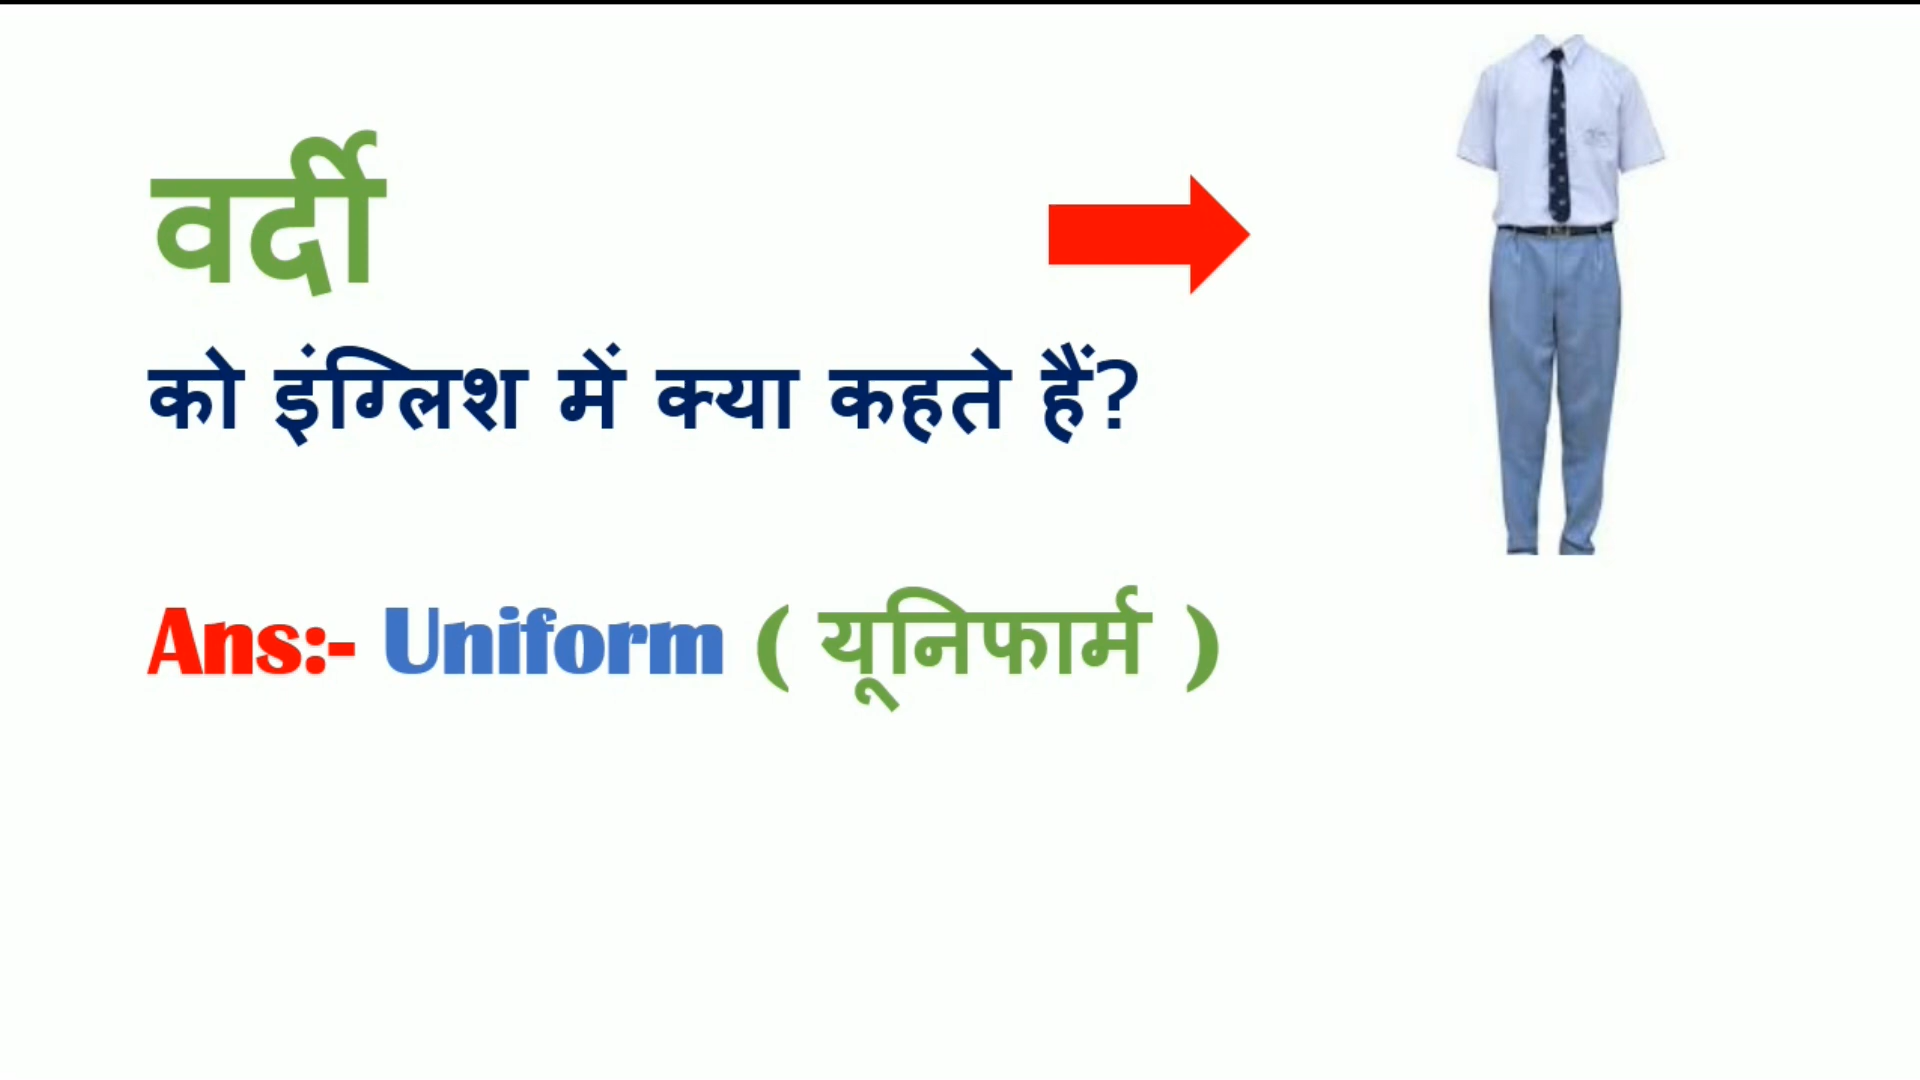 वर्दी
को इंग्लिश में क्या कहते हैं?
Ans:- Uniform ( यूनिफार्म )